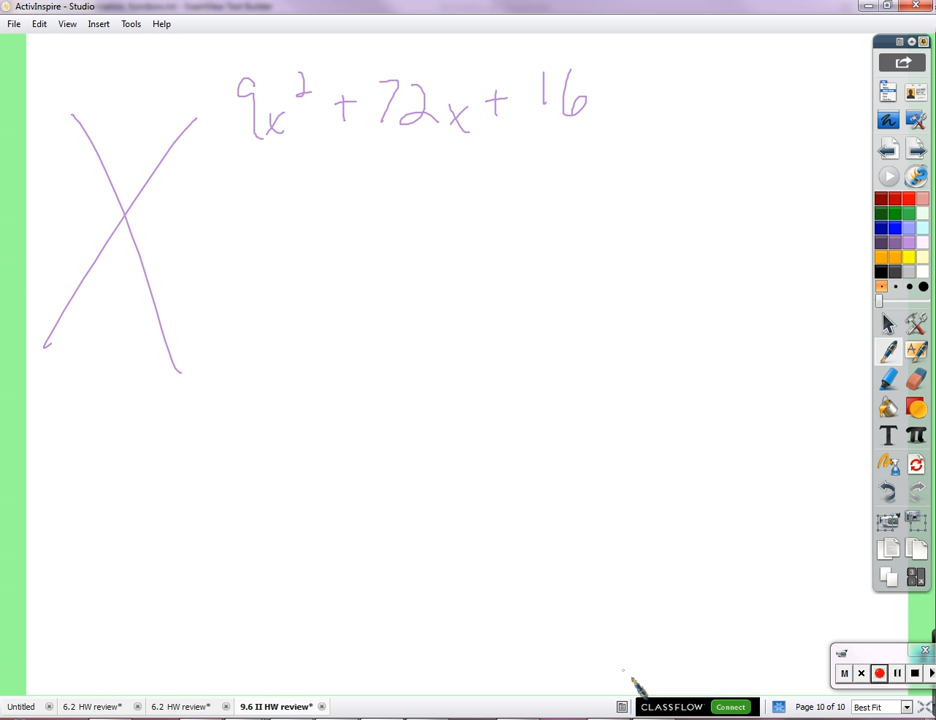 ActivInspire - Studio
File Edit View Insert Tools Help
9x² + 72x + 16
Untitled 6.2 HW review* 6.2 HW review* 9.6 II HW review*
CLASSFLOW Connect
Page 10 of 10 Best Fit
M
T